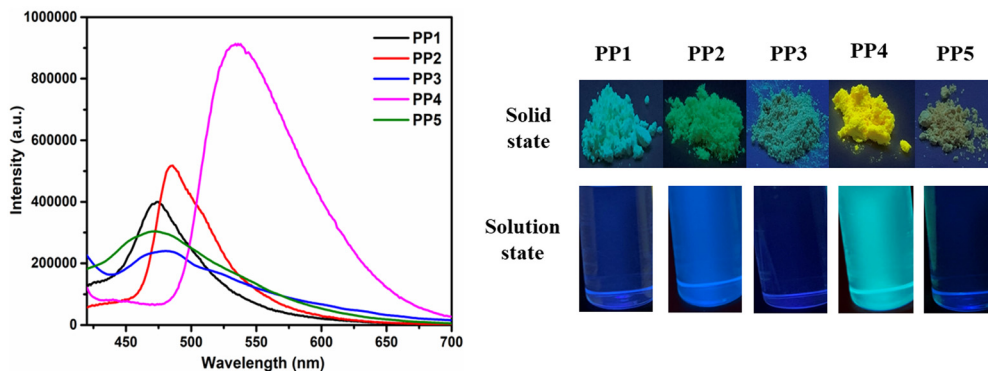 1000000
800000
600000
400000
200000
0
Intensity (a.u.)
450 500 550 600 650 700
Wavelength (nm)
PP1
PP2
PP3
PP4
PP5
PP1 PP2 PP3 PP4 PP5
Solid
state
Solution
state